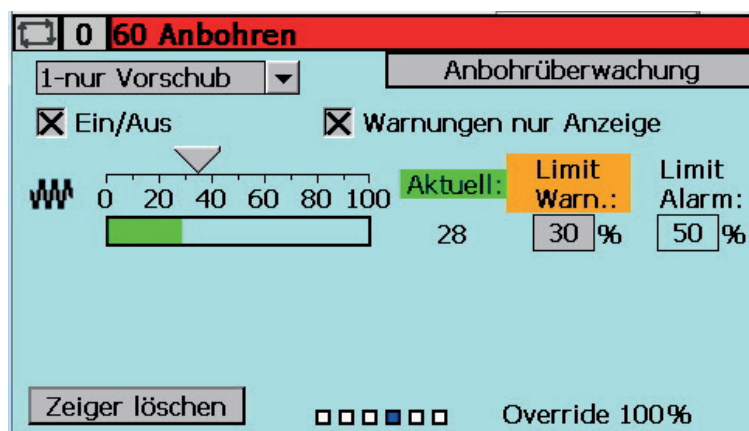 0 60 Anbohren
1-nur Vorschub
Anbohrüberwachung
Ein/Aus
Warnungen nur Anzeige
0 20 40 60 80 100
Aktuell:
Limit Warn.:
Limit Alarm:
28
30 %
50 %
Zeiger löschen
Override 100%